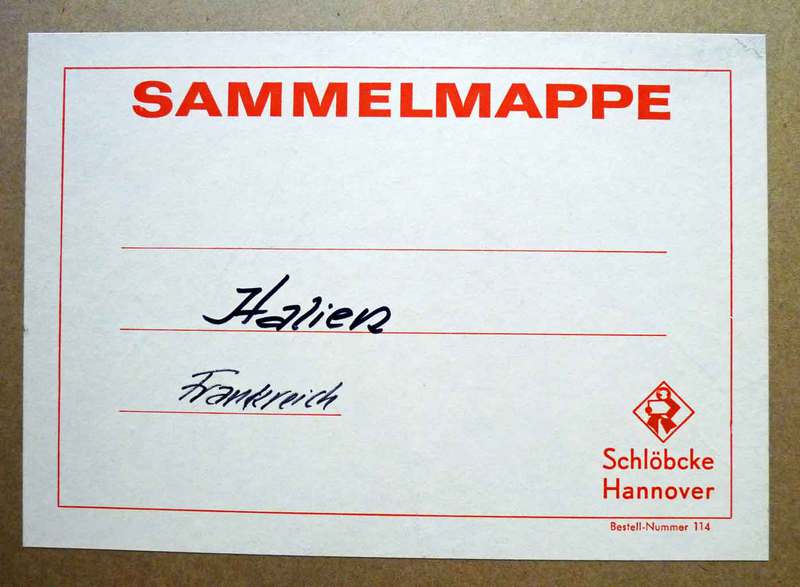 SAMMELMAPPE
Italien
Frankreich
Schlöbcke
Hannover
Bestell-Nummer 114